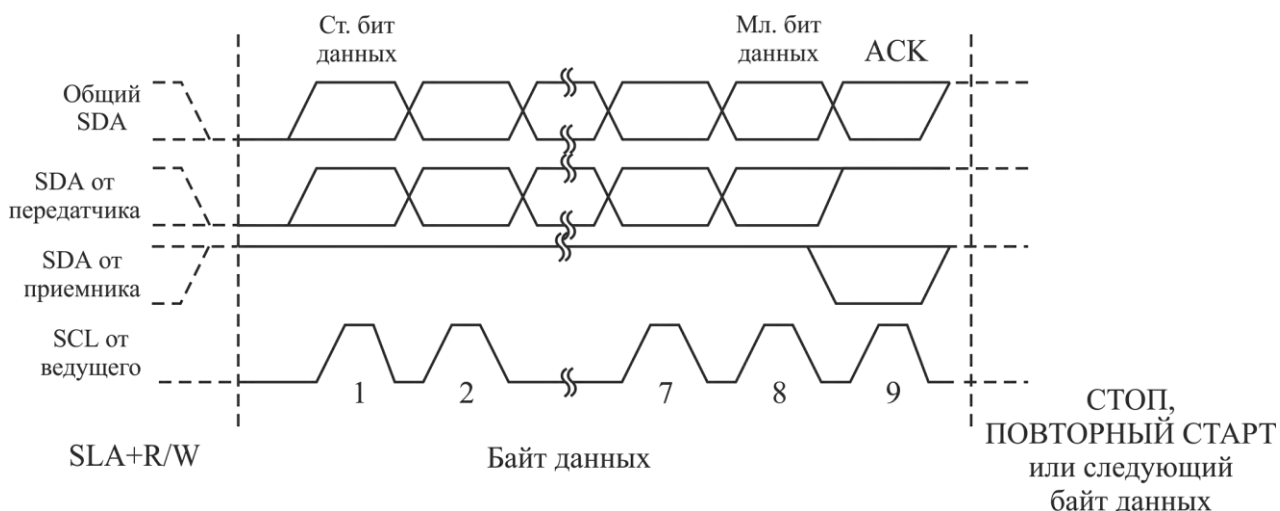 Ст. бит
данных
Мл. бит
данных
ACK
Общий
SDA
SDA от
передатчика
SDA от
приемника
SCL от
ведущего
1
2
7
8
9
SLA+R/W
Байт данных
СТОП,
ПОВТОРНЫЙ СТАРТ
или следующий
байт данных